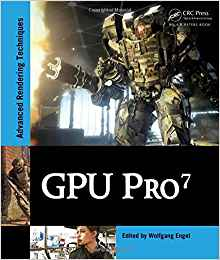 CRC Press
Advanced Rendering Techniques
GPU PRO7
Edited by Wolfgang Engel